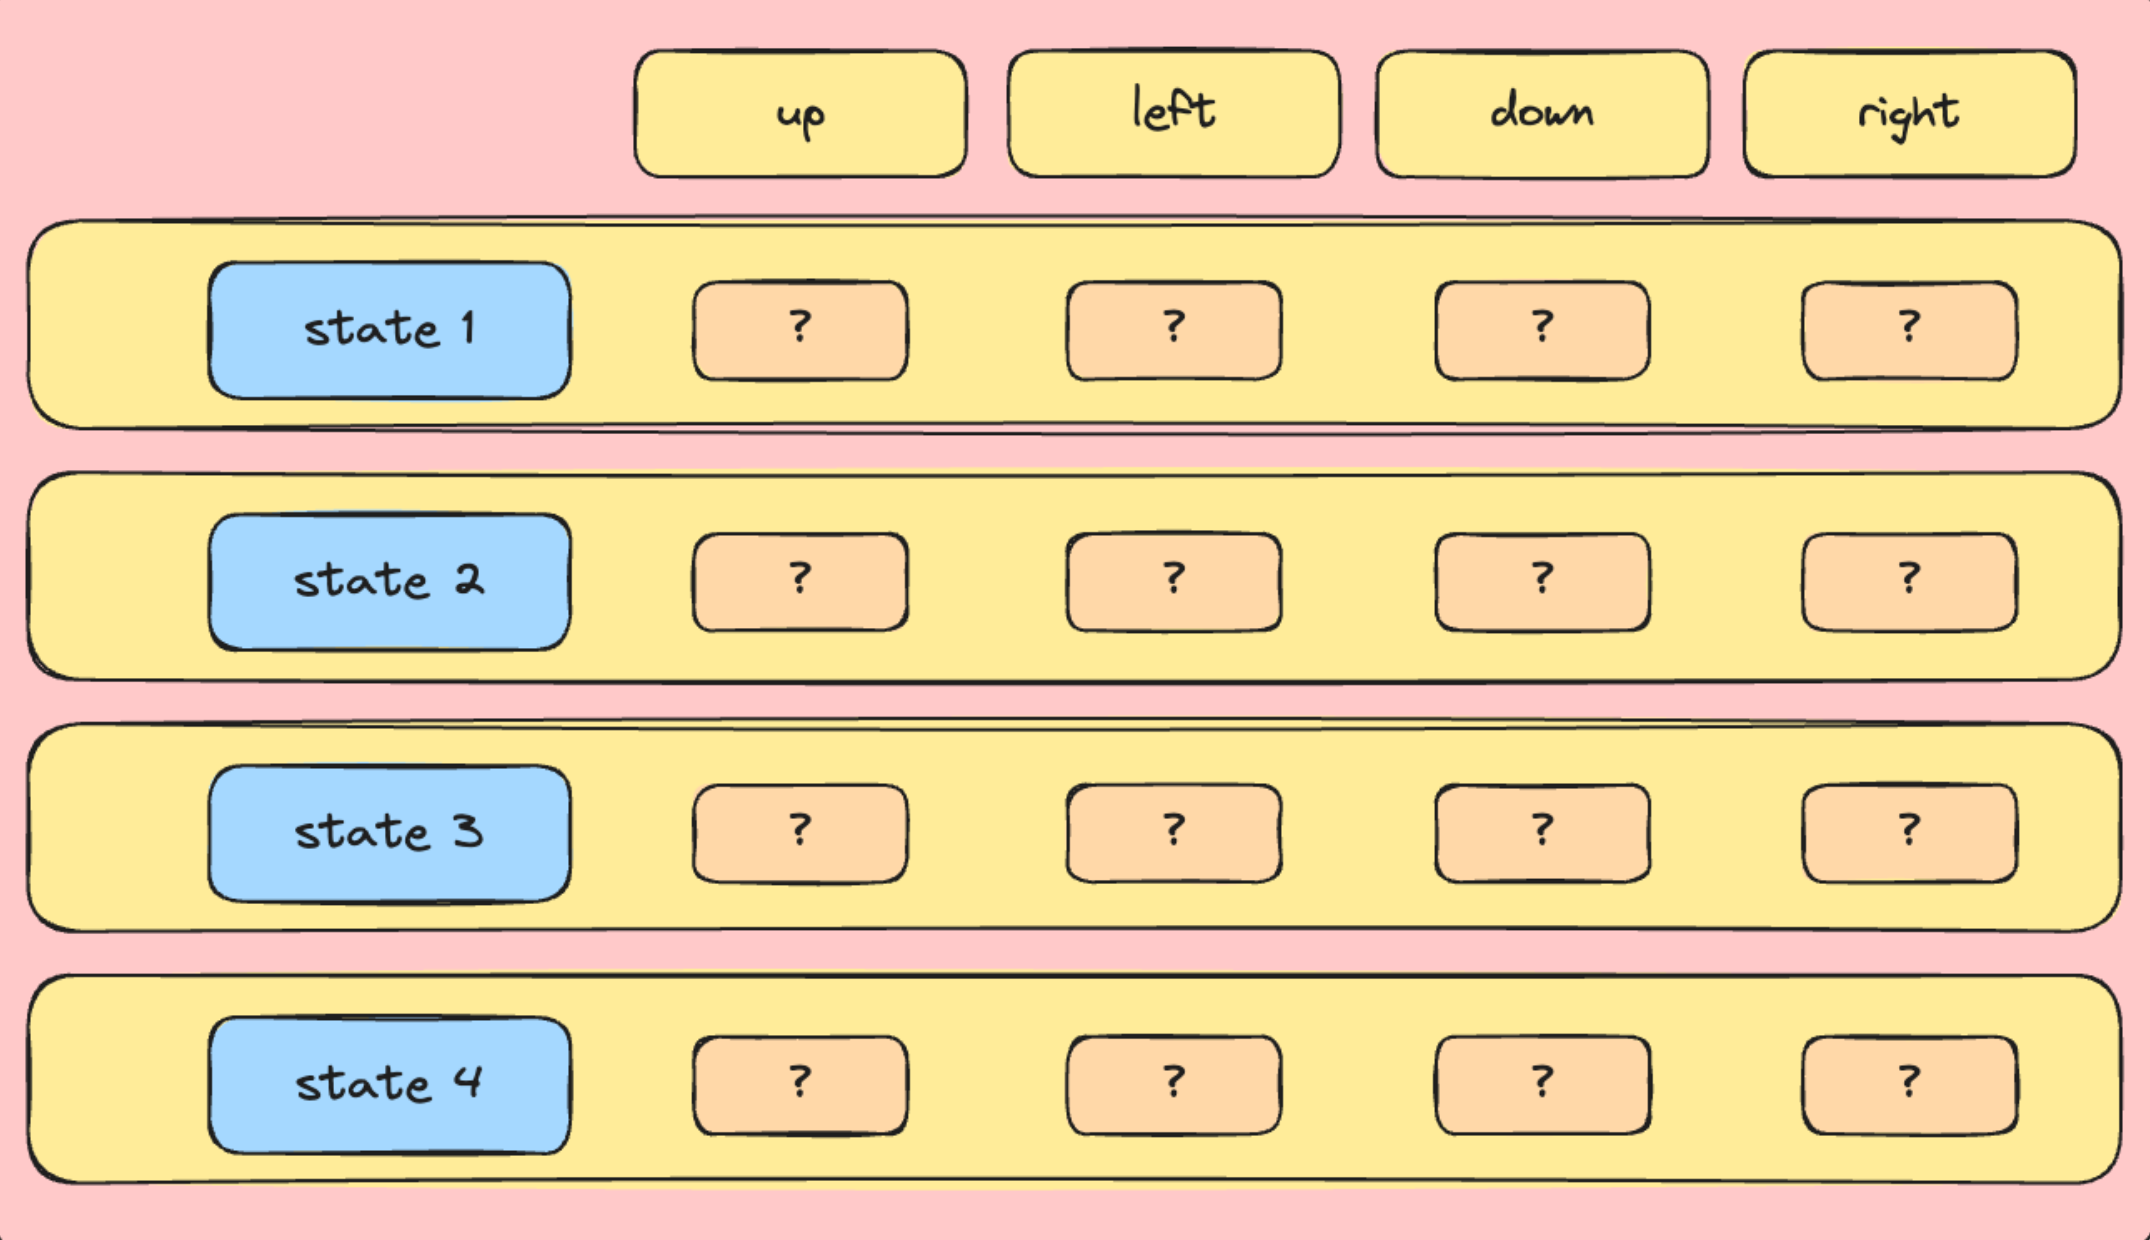 up left down right
state 1 ? ? ? ?
state 2 ? ? ? ?
state 3 ? ? ? ?
state 4 ? ? ? ?